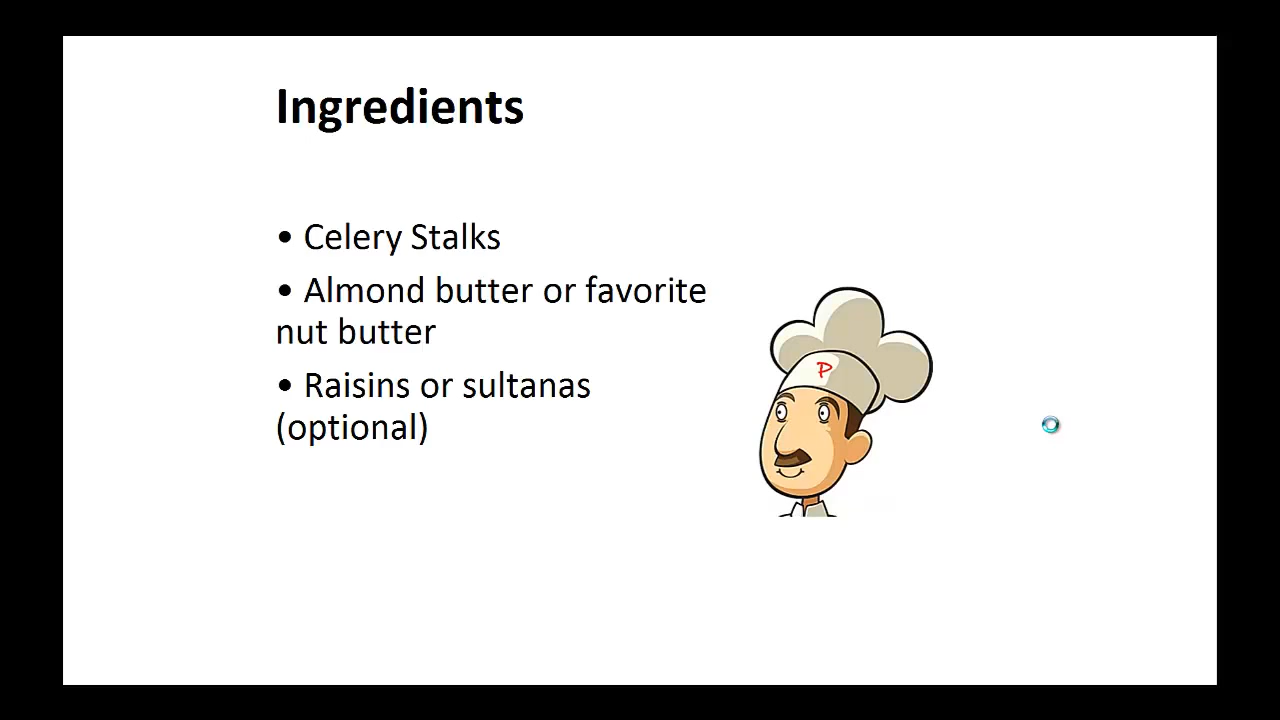 Ingredients
• Celery Stalks
• Almond butter or favorite
nut butter
• Raisins or sultanas
(optional)
P